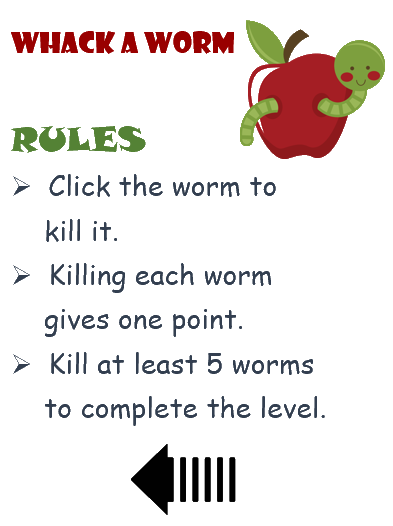 WHACK A WORM
RULES
➢ Click the worm to
kill it.
➢ Killing each worm
gives one point.
➢ Kill at least 5 worms
to complete the level.